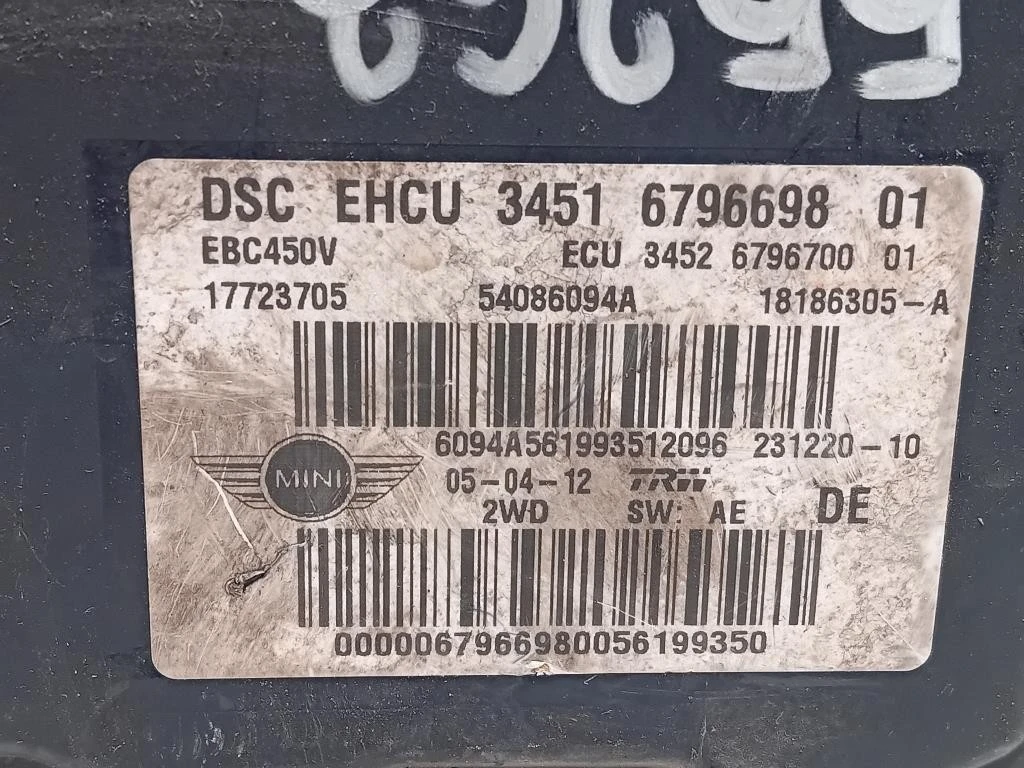 DSC EHCU 3451 6796698 01
EBC450V ECU 3452 6796700 01
17723705 54086094A 18186305-A
6094A561993512096 231220-10
MINI 05-04-12 TRW
2WD SW: AE DE
0000067966980056199350